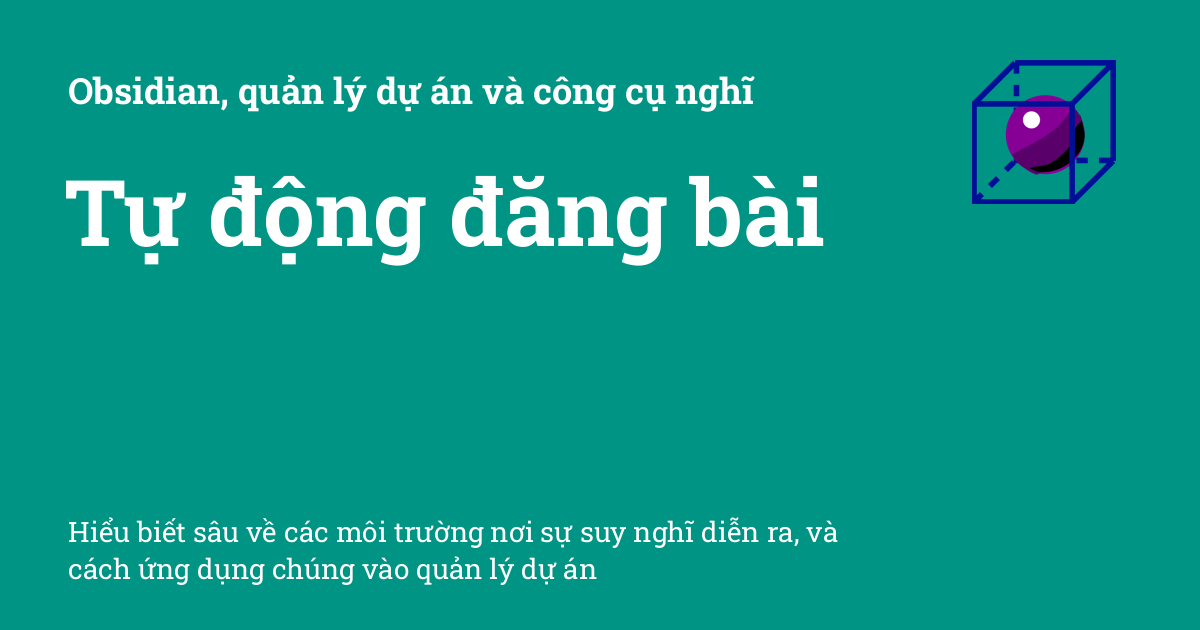 Obsidian, quản lý dự án và công cụ nghĩ
Tự động đăng bài
Hiểu biết sâu về các môi trường nơi sự suy nghĩ diễn ra, và
cách ứng dụng chúng vào quản lý dự án